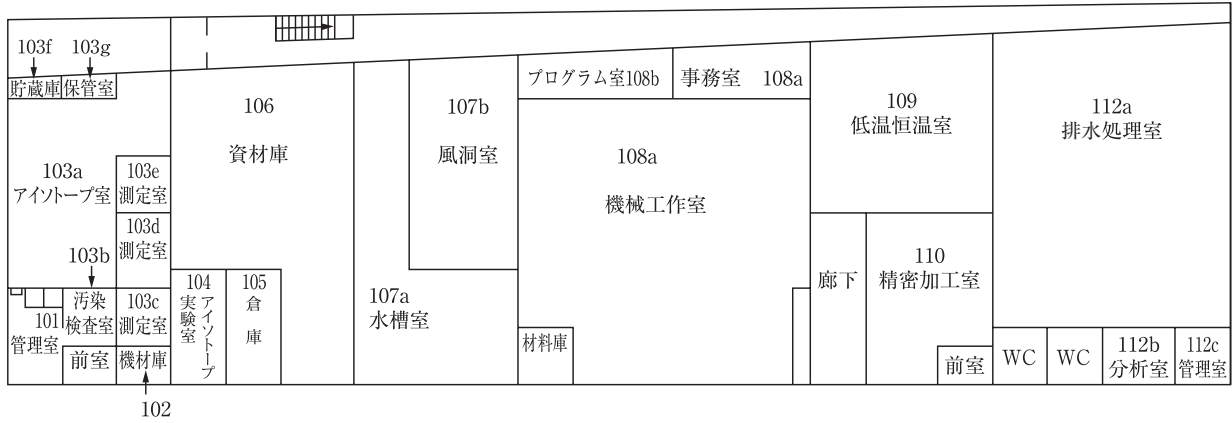 103f
103g
貯蔵庫
保管室
103a
アイソトープ室
103e
測定室
103d
測定室
103b
汚染
検査室
103c
測定室
101
管理室
前室
機材庫
102
106
資材庫
104
アイソトープ
実験室
105
倉庫
107a
水槽室
107b
風洞室
プログラム室108b
事務室 108a
108a
機械工作室
材料庫
109
低温恒温室
廊下
110
精密加工室
前室
112a
排水処理室
WC
WC
112b
分析室
112c
管理室